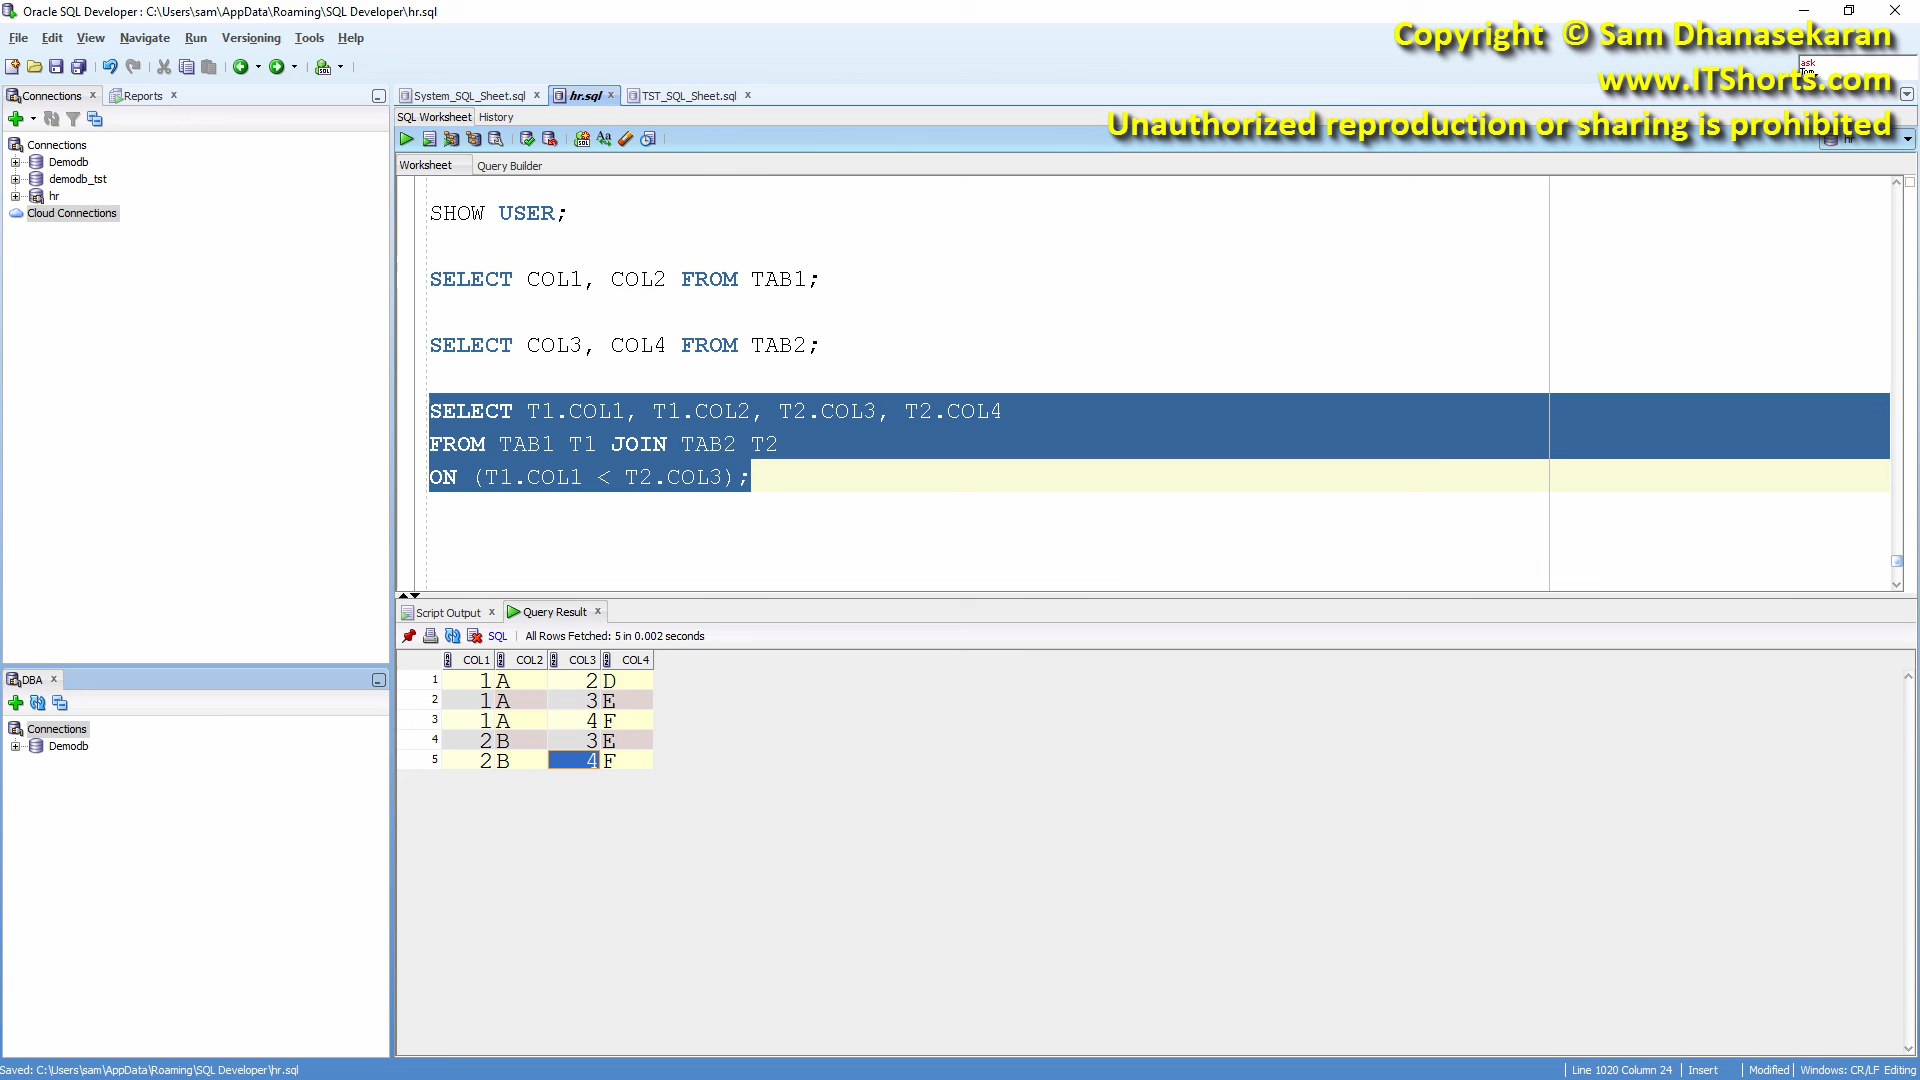 Oracle SQL Developer : C:\Users\sam\AppData\Roaming\SQL Developer\hr.sql
File Edit View Navigate Run Versioning Tools Help
Copyright © Sam Dhanasekaran
www.ITShorts.com
Unauthorized reproduction or sharing is prohibited
ask
Connections Reports
System_SQL_Sheet.sql hr.sql TST_SQL_Sheet.sql
SQL Worksheet History
hr
Worksheet Query Builder
Connections
Demodb
demodb_tst
hr
Cloud Connections
SHOW USER;
SELECT COL1, COL2 FROM TAB1;
SELECT COL3, COL4 FROM TAB2;
SELECT T1.COL1, T1.COL2, T2.COL3, T2.COL4
FROM TAB1 T1 JOIN TAB2 T2
ON (T1.COL1 < T2.COL3);
Script Output Query Result
SQL All Rows Fetched: 5 in 0.002 seconds
COL1 COL2 COL3 COL4
1 1 A 2 D
2 1 A 3 E
3 1 A 4 F
4 2 B 3 E
5 2 B 4 F
DBA
Connections
Demodb
Saved: C:\Users\sam\AppData\Roaming\SQL Developer\hr.sql
Line 1020 Column 24 Insert Modified Windows: CR/LF Editing